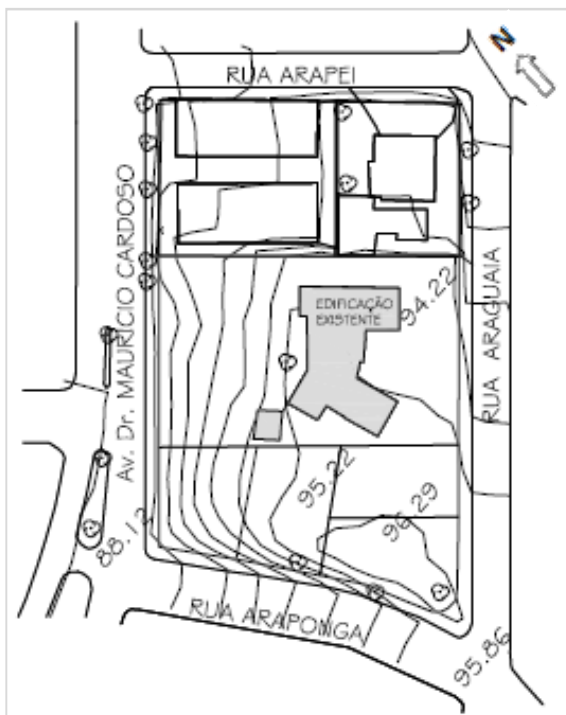 N
RUA ARAPEI
Av. Dr. MAURÍCIO CARDOSO
EDIFICAÇÃO
EXISTENTE
94.22
RUA ARAGUAIA
95.22
96.29
88.12
RUA ARAPONGA
95.86